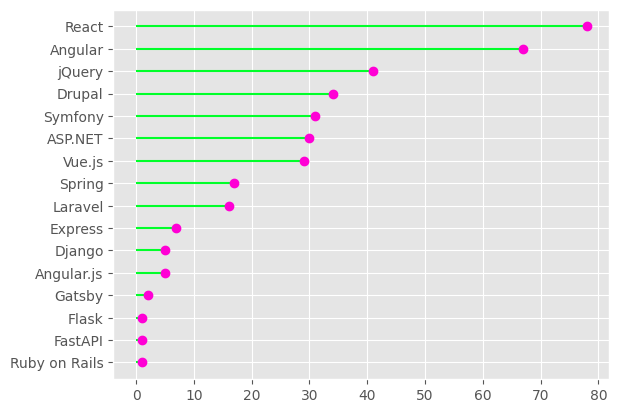 React
Angular
jQuery
Drupal
Symfony
ASP.NET
Vue.js
Spring
Laravel
Express
Django
Angular.js
Gatsby
Flask
FastAPI
Ruby on Rails
0 10 20 30 40 50 60 70 80